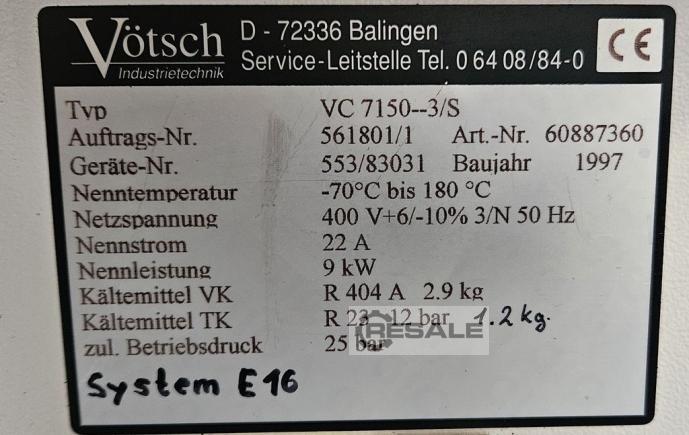 Vötsch
Industrietechnik
D - 72336 Balingen
Service-Leitstelle Tel. 0 64 08/84-0
CE
Typ VC 7150--3/S
Auftrags-Nr. 561801/1 Art.-Nr. 60887360
Geräte-Nr. 553/83031 Baujahr 1997
Nenntemperatur -70°C bis 180 °C
Netzspannung 400 V+6/-10% 3/N 50 Hz
Nennstrom 22 A
Nennleistung 9 kW
Kältemittel VK R 404 A 2.9 kg
Kältemittel TK R 23 12 bar 1.2 kg.
RESALE
zul. Betriebsdruck 25 bar
System E16